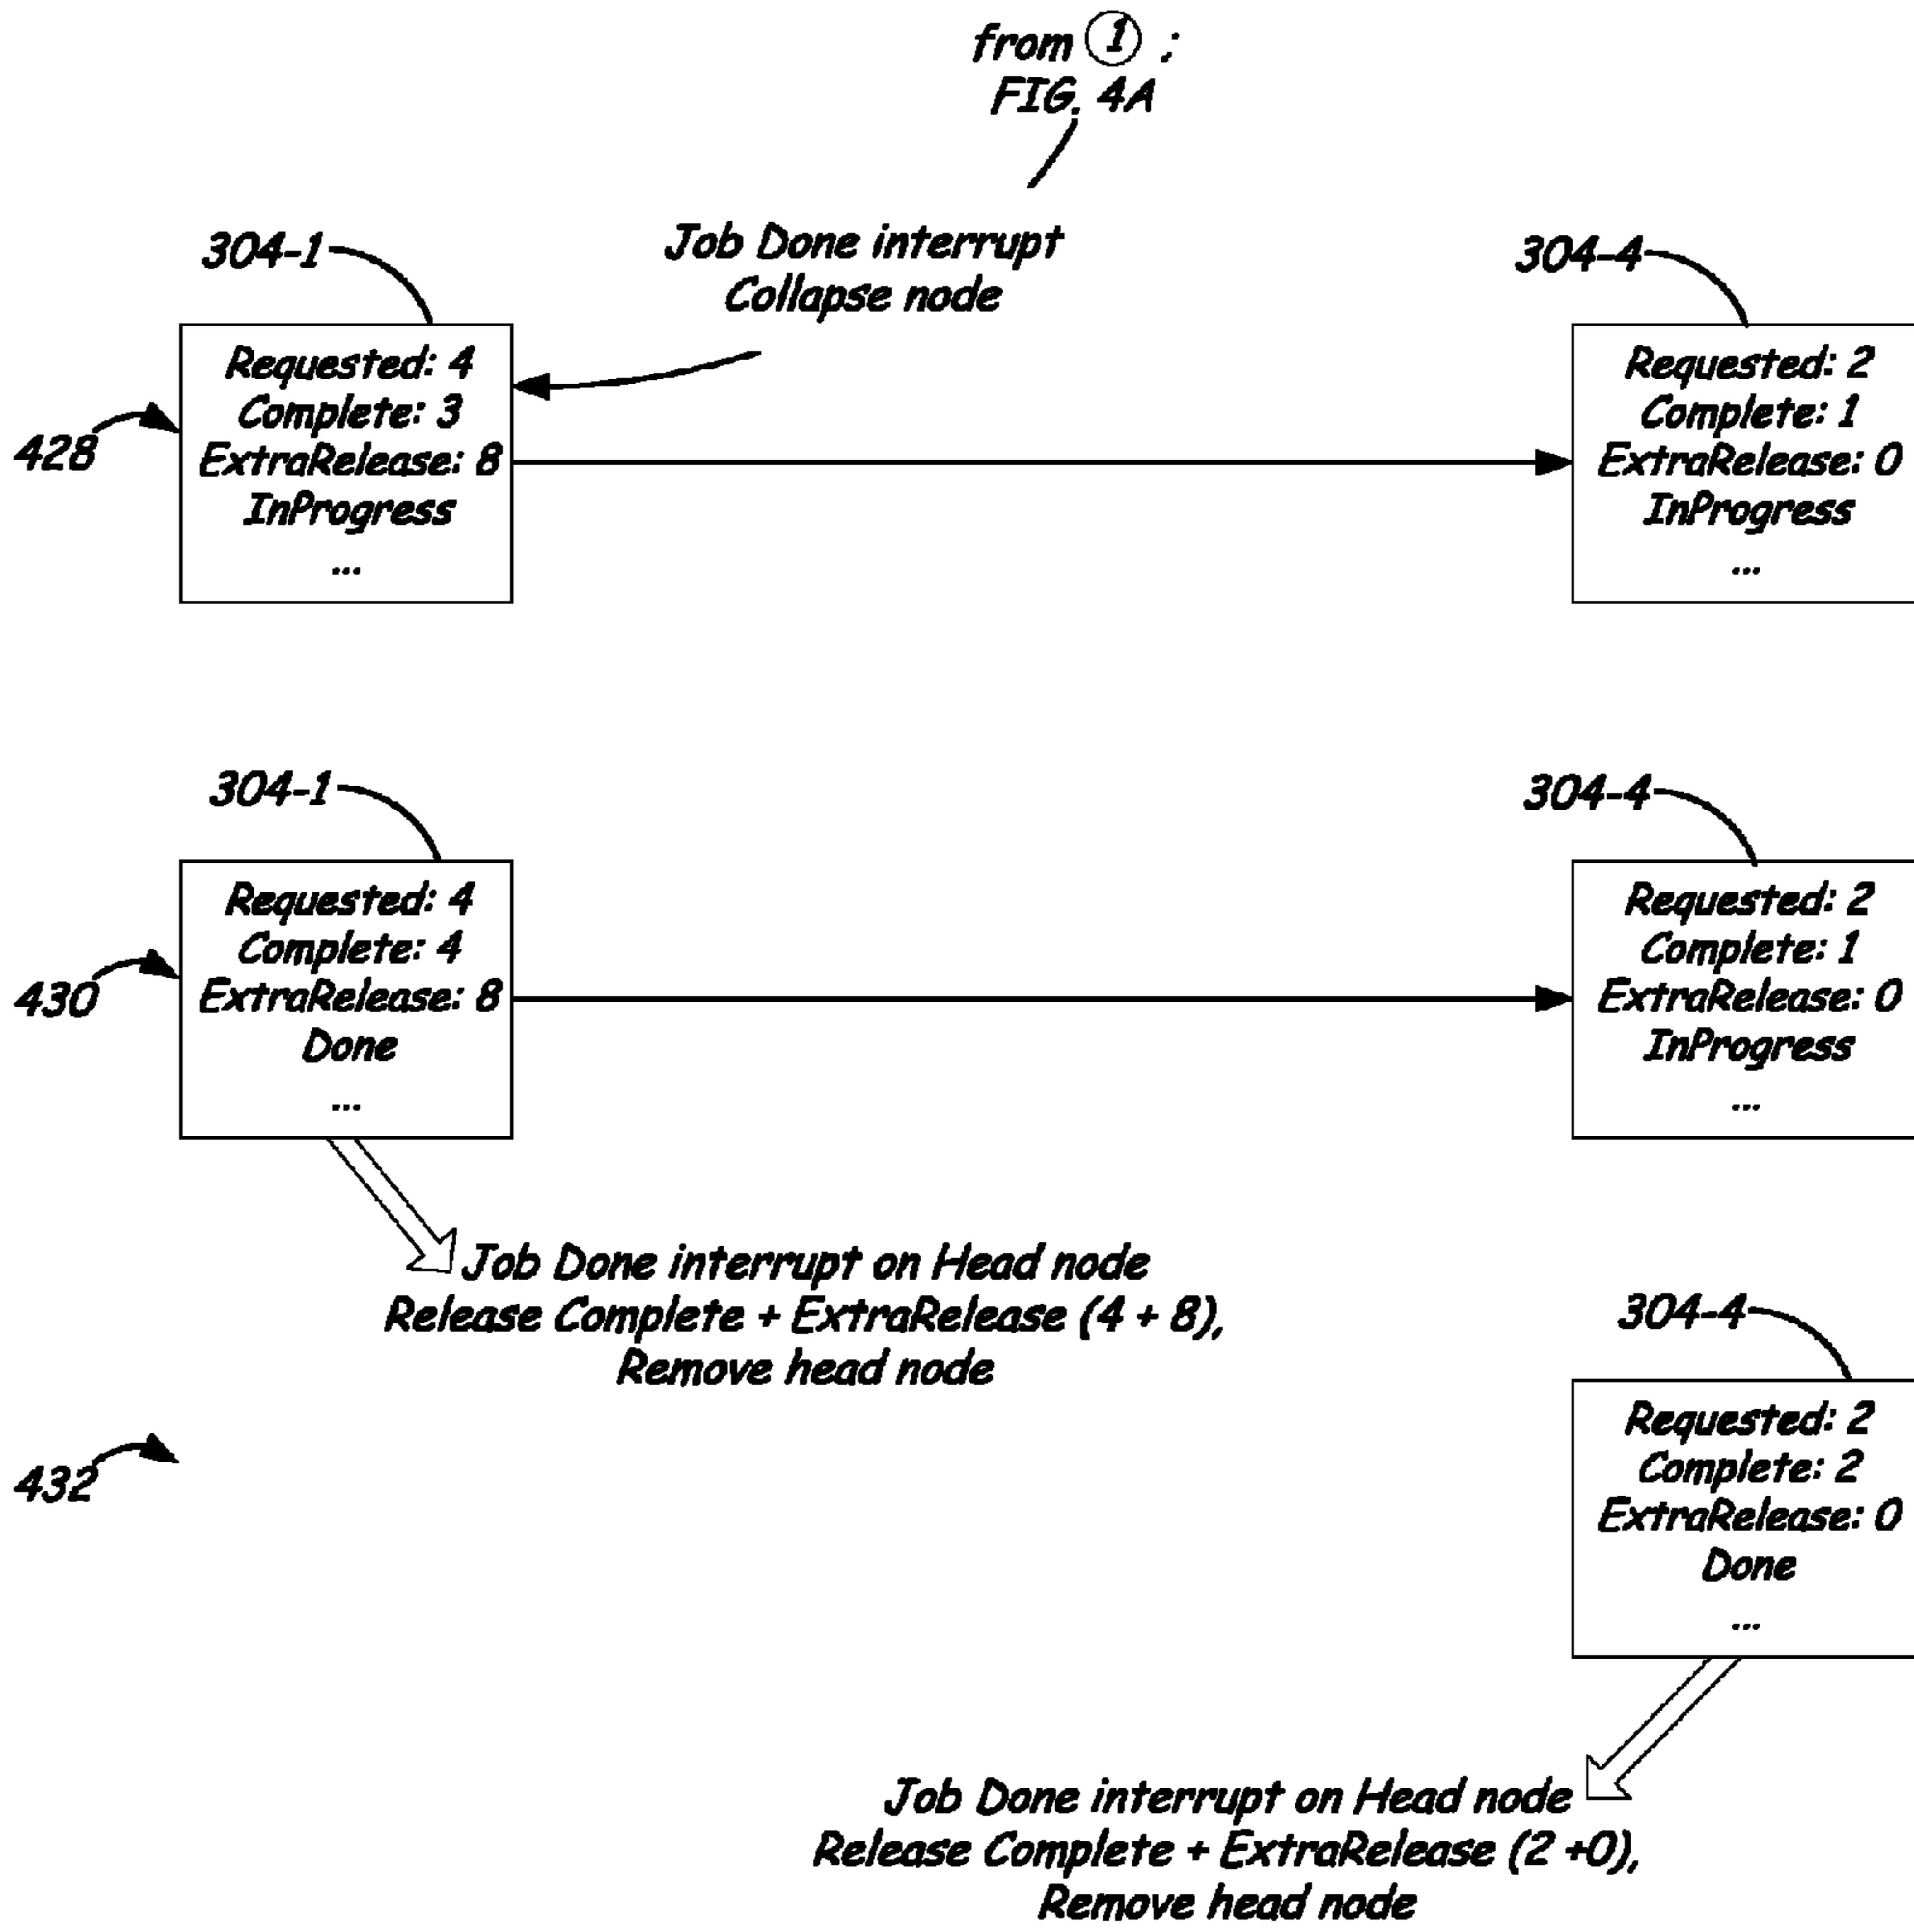 from 1 :
FIG. 4A
304-1
Job Done interrupt
Collapse node
304-4
Requested: 4
Complete: 3
ExtraRelease: 8
InProgress
...
428
Requested: 2
Complete: 1
ExtraRelease: 0
InProgress
...
304-1
304-4
Requested: 4
Complete: 4
ExtraRelease: 8
Done
...
430
Requested: 2
Complete: 1
ExtraRelease: 0
InProgress
...
Job Done interrupt on Head node
Release Complete + ExtraRelease (4 + 8),
Remove head node
304-4
432
Requested: 2
Complete: 2
ExtraRelease: 0
Done
...
Job Done interrupt on Head node
Release Complete + ExtraRelease (2 +0),
Remove head node